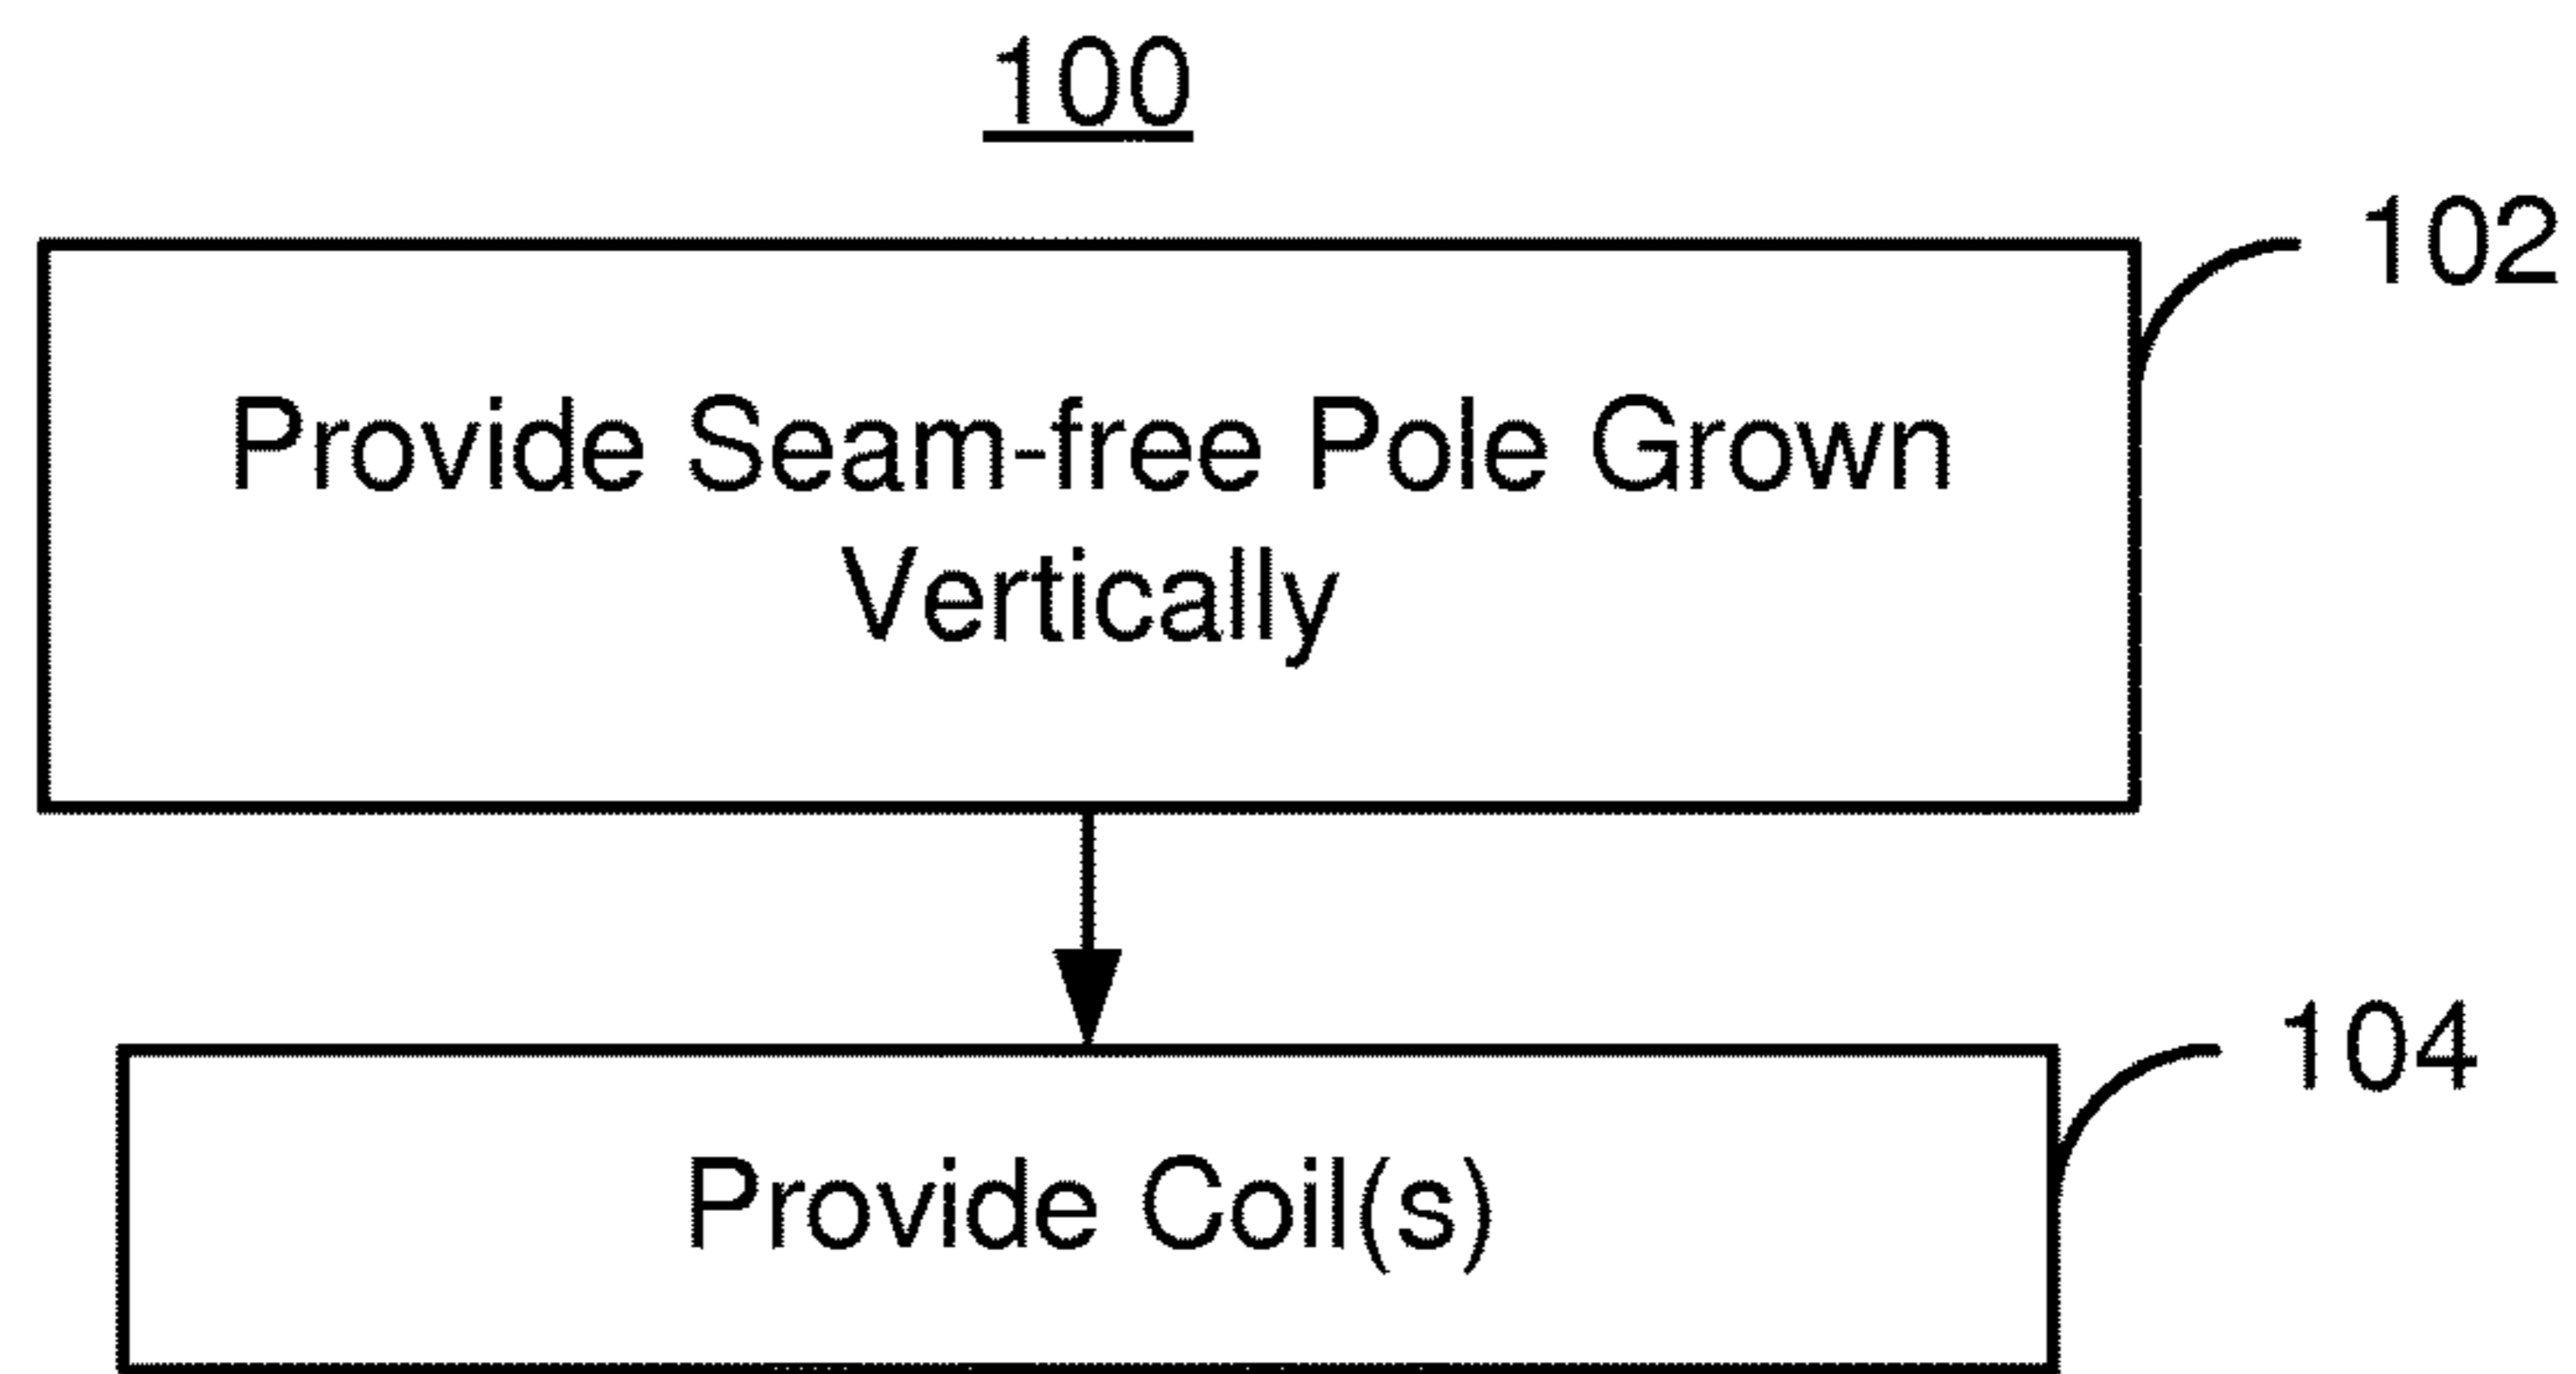 100
102
Provide Seam-free Pole Grown
Vertically
104
Provide Coil(s)